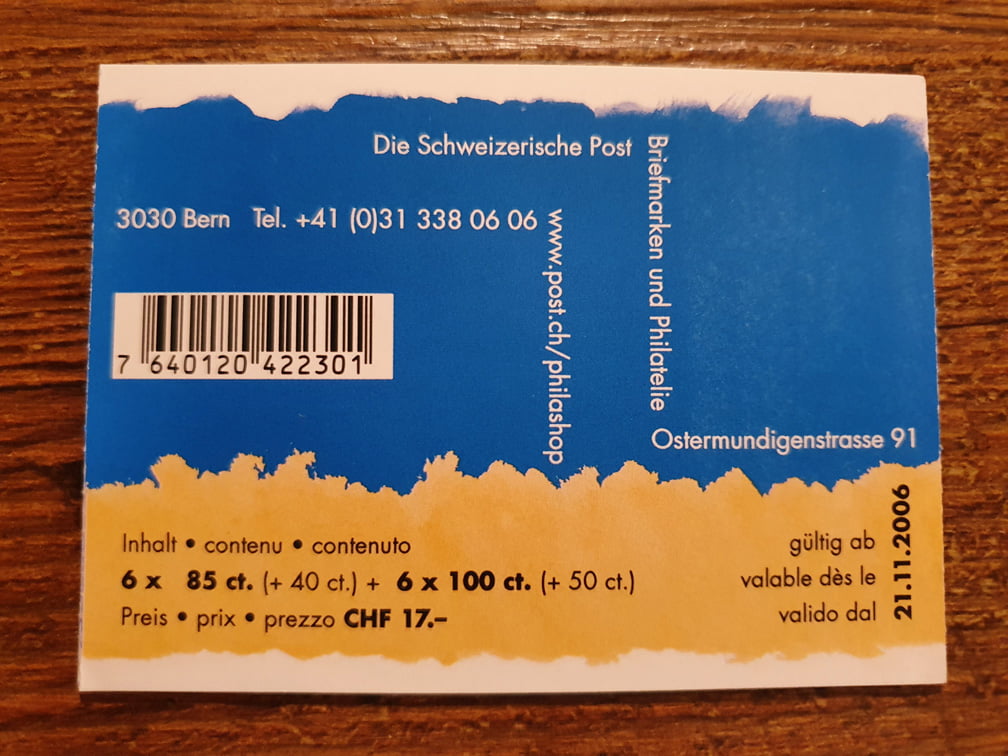 Die Schweizerische Post
Briefmarken und Philatelie
Ostermundigenstrasse 91
3030 Bern Tel. +41 (0)31 338 06 06
www.post.ch/philashop
7 640120 422301
Inhalt • contenu • contenuto
6 x 85 ct. (+ 40 ct.) + 6 x 100 ct. (+ 50 ct.)
Preis • prix • prezzo CHF 17.–
gültig ab
valable dès le
valido dal
21.11.2006